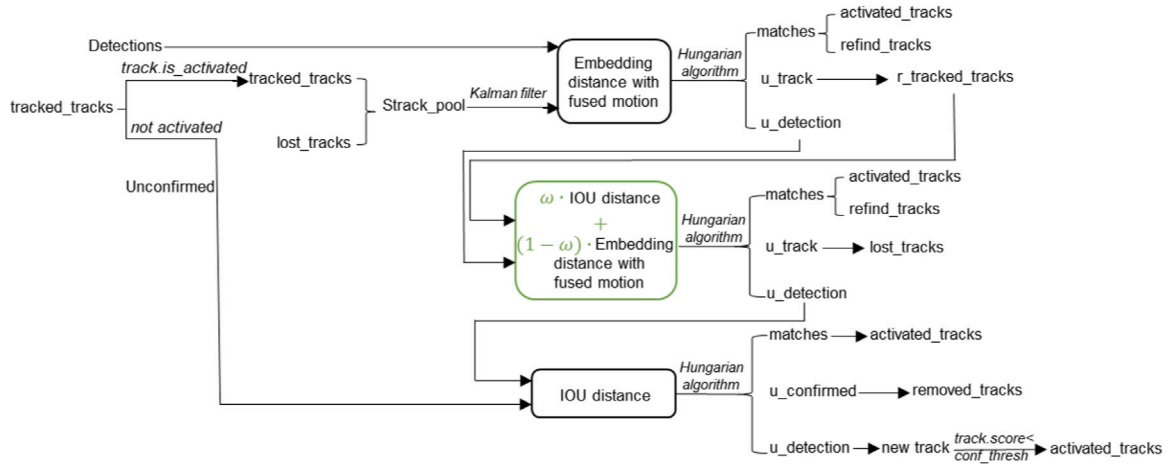 activated_tracks
matches
refind_tracks
Detections
Hungarian
algorithm
Embedding
distance with
fused motion
track.is_activated
tracked_tracks
u_track
r_tracked_tracks
Kalman filter
Strack_pool
tracked_tracks
not activated
lost_tracks
u_detection
Unconfirmed
activated_tracks
matches
refind_tracks
ω · IOU distance
+
(1 − ω) · Embedding
distance with
fused motion
Hungarian
algorithm
u_track
lost_tracks
u_detection
matches
activated_tracks
Hungarian
algorithm
IOU distance
u_confirmed
removed_tracks
u_detection
new track
track.score<
conf_thresh
activated_tracks